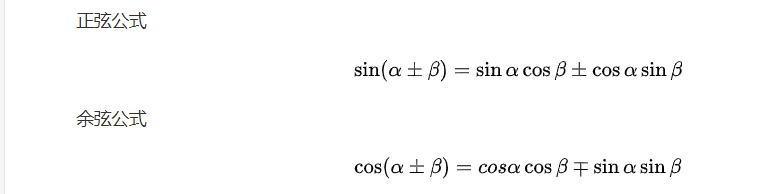 正弦公式
sin(α ± β) = sin α cos β ± cos α sin β
余弦公式
cos(α ± β) = cosα cos β ∓ sin α sin β